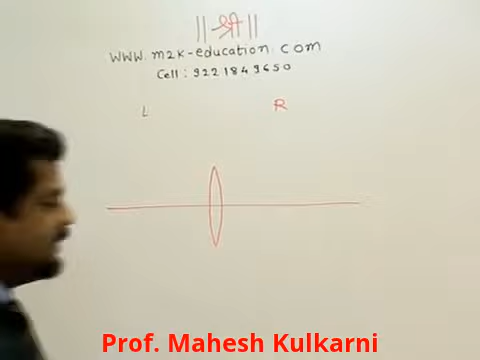 ||श्री||
www.m2k-education.com
Cell : 9221849650
L R
Prof. Mahesh Kulkarni